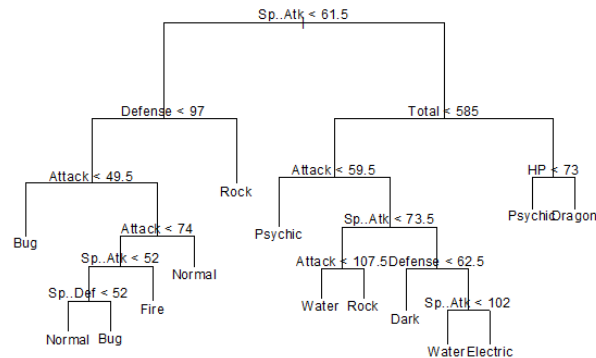 Sp..Atk < 61.5
Defense < 97
Total < 585
Attack < 49.5
Attack < 59.5
HP < 73
Rock
Psychic
Dragon
Bug
Attack < 74
Psychic
Sp..Atk < 73.5
Sp..Atk < 52
Normal
Attack < 107.5
Defense < 62.5
Sp..Def < 52
Fire
Water
Rock
Dark
Sp..Atk < 102
Normal
Bug
Water
Electric